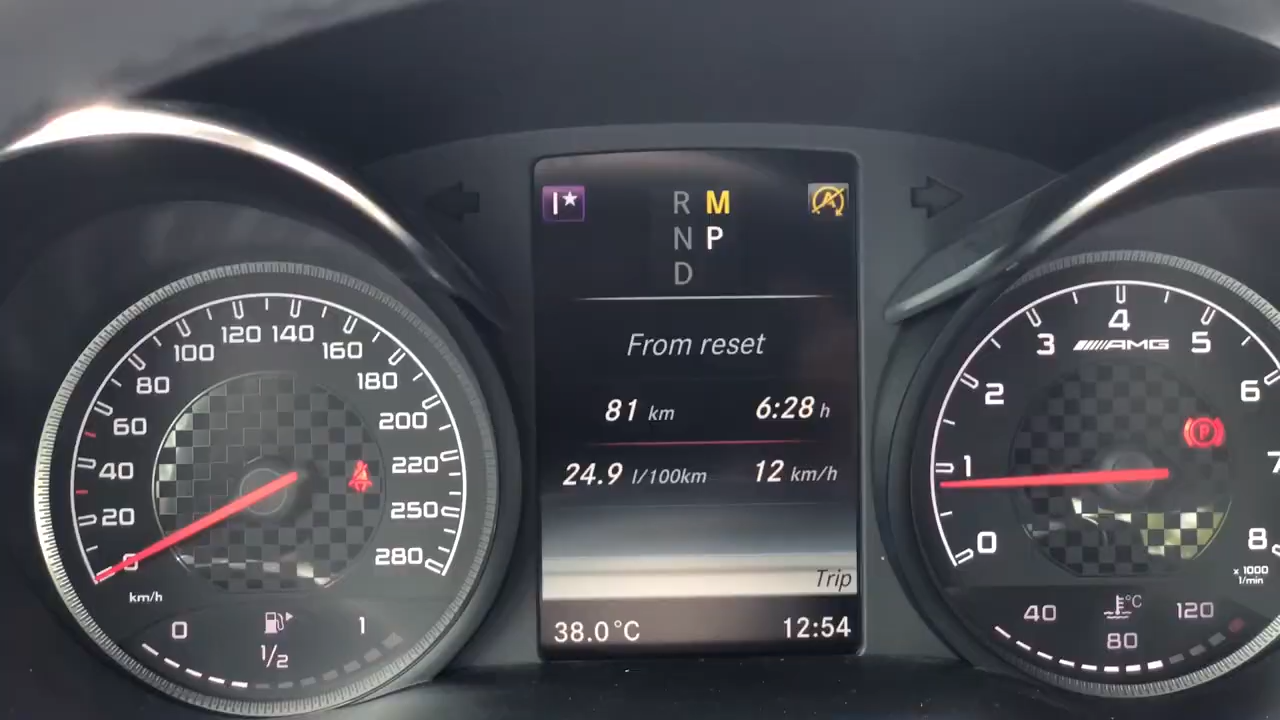 R M
N P
D
From reset
81 km 6:28 h
24.9 l/100km 12 km/h
Trip
38.0°C 12:54
0
20
40
60
80
100
120
140
160
180
200
220
250
280
km/h
0 1/2 1
0
1
2
3
4
5
6
7
8
AMG
P
x 1000
1/min
°C
40 80 120